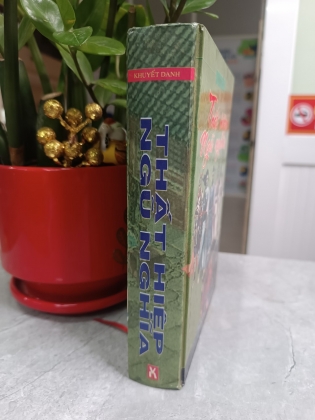 KHUYẾT DANH
THẤT HIỆP
NGŨ NGHĨA